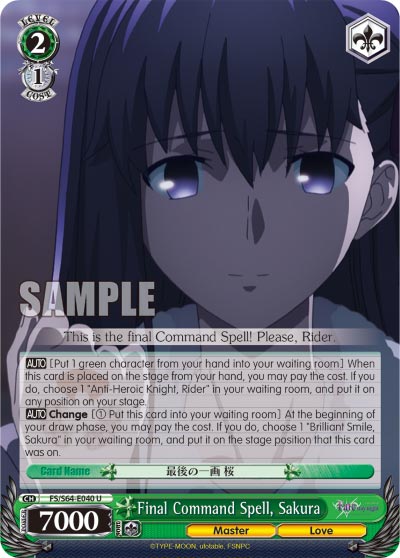 LEVEL
2
1
COST
SAMPLE
This is the final Command Spell! Please, Rider.
AUTO [Put 1 green character from your hand into your waiting room] When
this card is placed on the stage from your hand, you may pay the cost. If you
do, choose 1 "Anti-Heroic Knight, Rider" in your waiting room, and put it on
any position on your stage.
AUTO Change [① Put this card into your waiting room] At the beginning of
your draw phase, you may pay the cost. If you do, choose 1 "Brilliant Smile,
Sakura" in your waiting room, and put it on the stage position that this
card was on.
Card Name
最後の一画 桜
CH FS/S64-E040 U
POWER
7000
SOUL
Final Command Spell, Sakura
Master
Love
©TYPE-MOON, ufotable, FSNPC